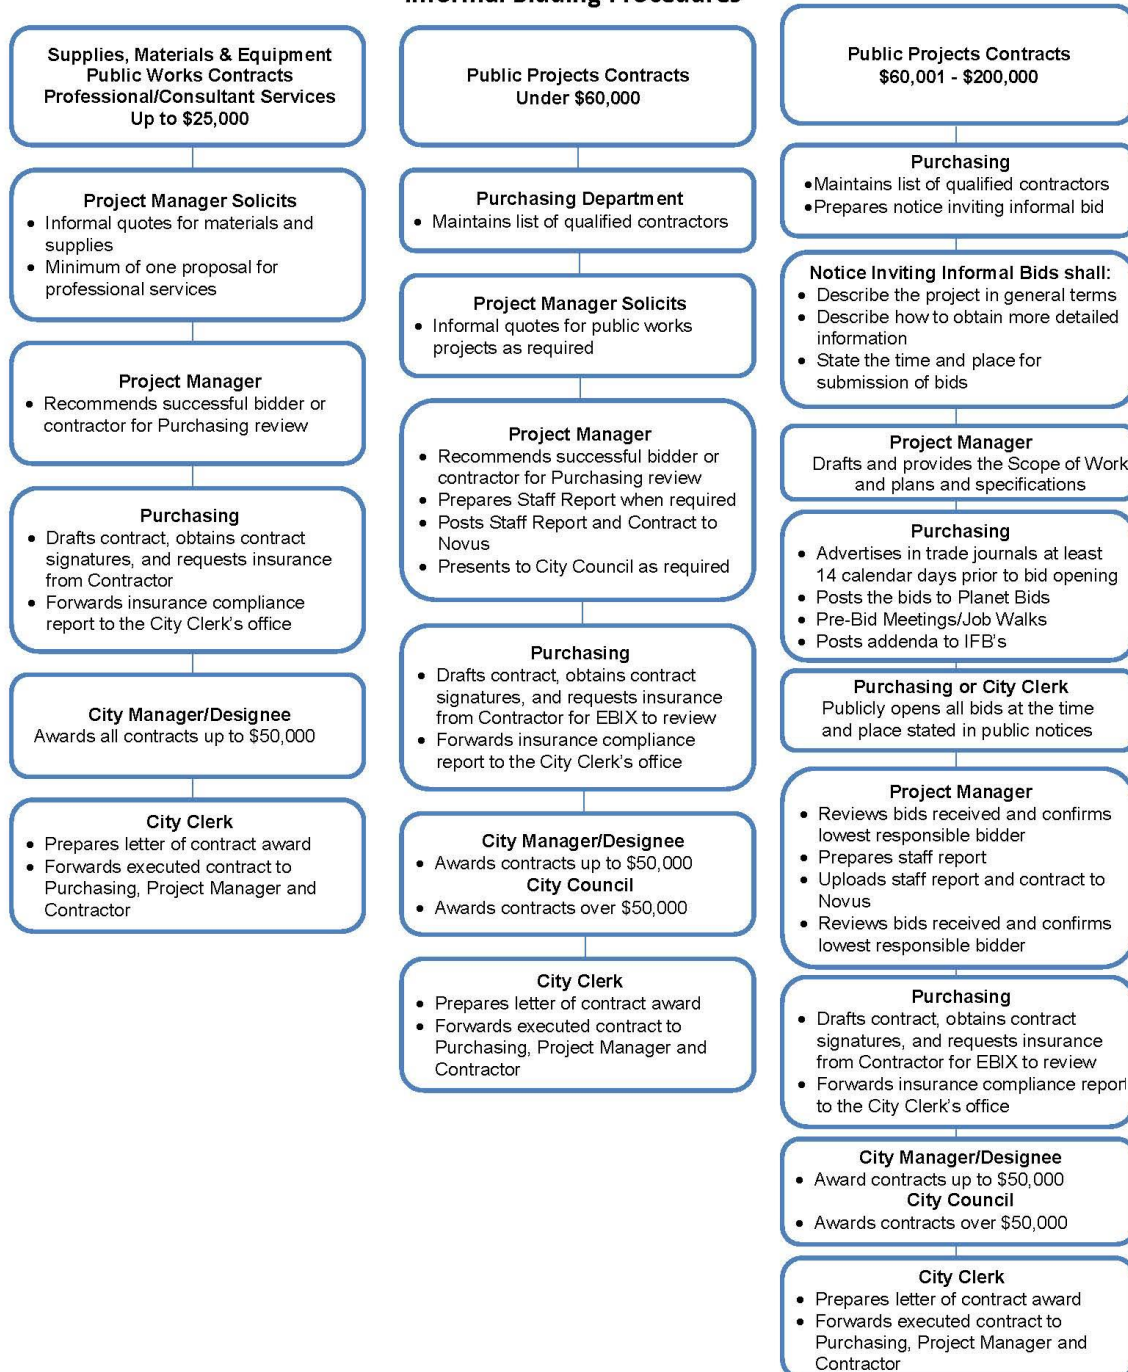 Informal Bidding Procedures
Supplies, Materials & Equipment
Public Works Contracts
Professional/Consultant Services
Up to $25,000
Project Manager Solicits
• Informal quotes for materials and
supplies
• Minimum of one proposal for
professional services
Project Manager
• Recommends successful bidder or
contractor for Purchasing review
Purchasing
• Drafts contract, obtains contract
signatures, and requests insurance
from Contractor
• Forwards insurance compliance
report to the City Clerk's office
City Manager/Designee
Awards all contracts up to $50,000
City Clerk
• Prepares letter of contract award
• Forwards executed contract to
Purchasing, Project Manager and
Contractor
Public Projects Contracts
Under $60,000
Purchasing Department
• Maintains list of qualified contractors
Project Manager Solicits
• Informal quotes for public works
projects as required
Project Manager
• Recommends successful bidder or
contractor for Purchasing review
• Prepares Staff Report when required
• Posts Staff Report and Contract to
Novus
• Presents to City Council as required
Purchasing
• Drafts contract, obtains contract
signatures, and requests insurance
from Contractor for EBIX to review
• Forwards insurance compliance
report to the City Clerk's office
City Manager/Designee
• Awards contracts up to $50,000
City Council
• Awards contracts over $50,000
City Clerk
• Prepares letter of contract award
• Forwards executed contract to
Purchasing, Project Manager and
Contractor
Public Projects Contracts
$60,001 - $200,000
Purchasing
•Maintains list of qualified contractors
•Prepares notice inviting informal bid
Notice Inviting Informal Bids shall:
• Describe the project in general terms
• Describe how to obtain more detailed
information
• State the time and place for
submission of bids
Project Manager
Drafts and provides the Scope of Work
and plans and specifications
Purchasing
• Advertises in trade journals at least
14 calendar days prior to bid opening
• Posts the bids to Planet Bids
• Pre-Bid Meetings/Job Walks
• Posts addenda to IFB's
Purchasing or City Clerk
Publicly opens all bids at the time
and place stated in public notices
Project Manager
• Reviews bids received and confirms
lowest responsible bidder
• Prepares staff report
• Uploads staff report and contract to
Novus
• Reviews bids received and confirms
lowest responsible bidder
Purchasing
• Drafts contract, obtains contract
signatures, and requests insurance
from Contractor for EBIX to review
• Forwards insurance compliance report
to the City Clerk's office
City Manager/Designee
• Award contracts up to $50,000
City Council
• Awards contracts over $50,000
City Clerk
• Prepares letter of contract award
• Forwards executed contract to
Purchasing, Project Manager and
Contractor